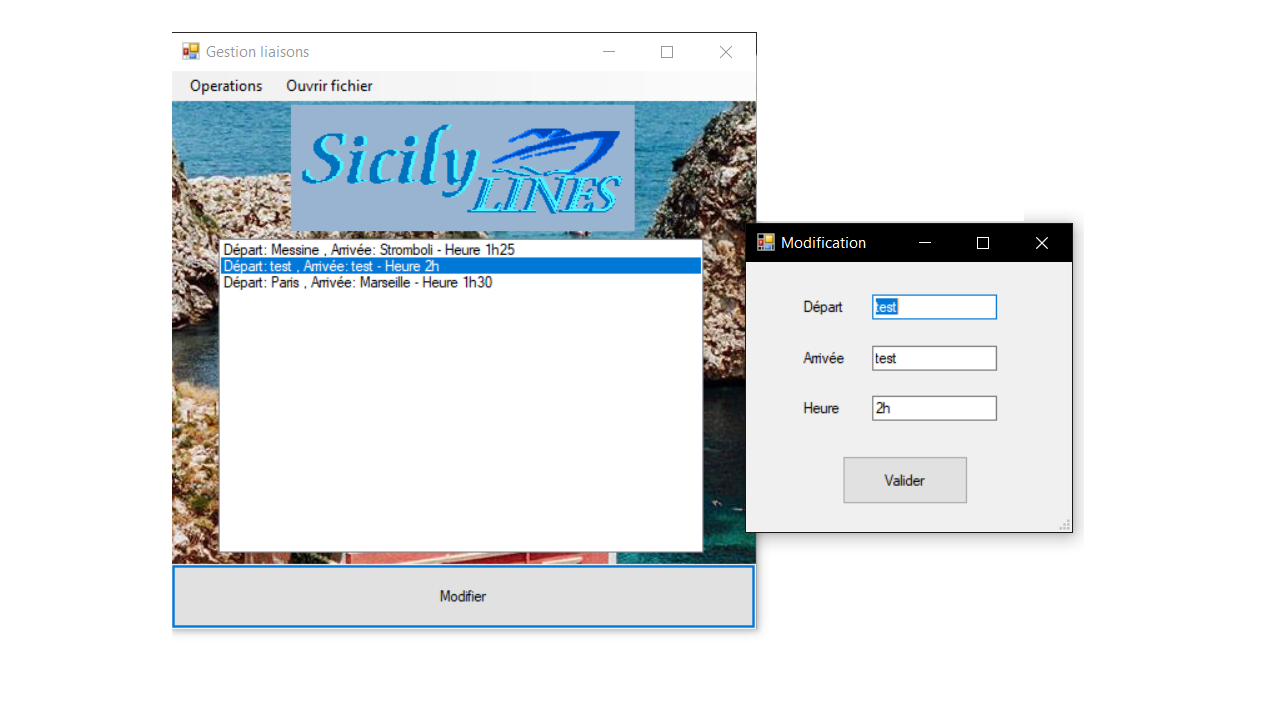 Gestion liaisons
Operations Ouvrir fichier
Sicily
LINES
Départ: Messine , Arrivée: Stromboli - Heure 1h25
Départ: test , Arrivée: test - Heure 2h
Départ: Paris , Arrivée: Marseille - Heure 1h30
Modifier
Modification
Départ test
Arrivée test
Heure 2h
Valider